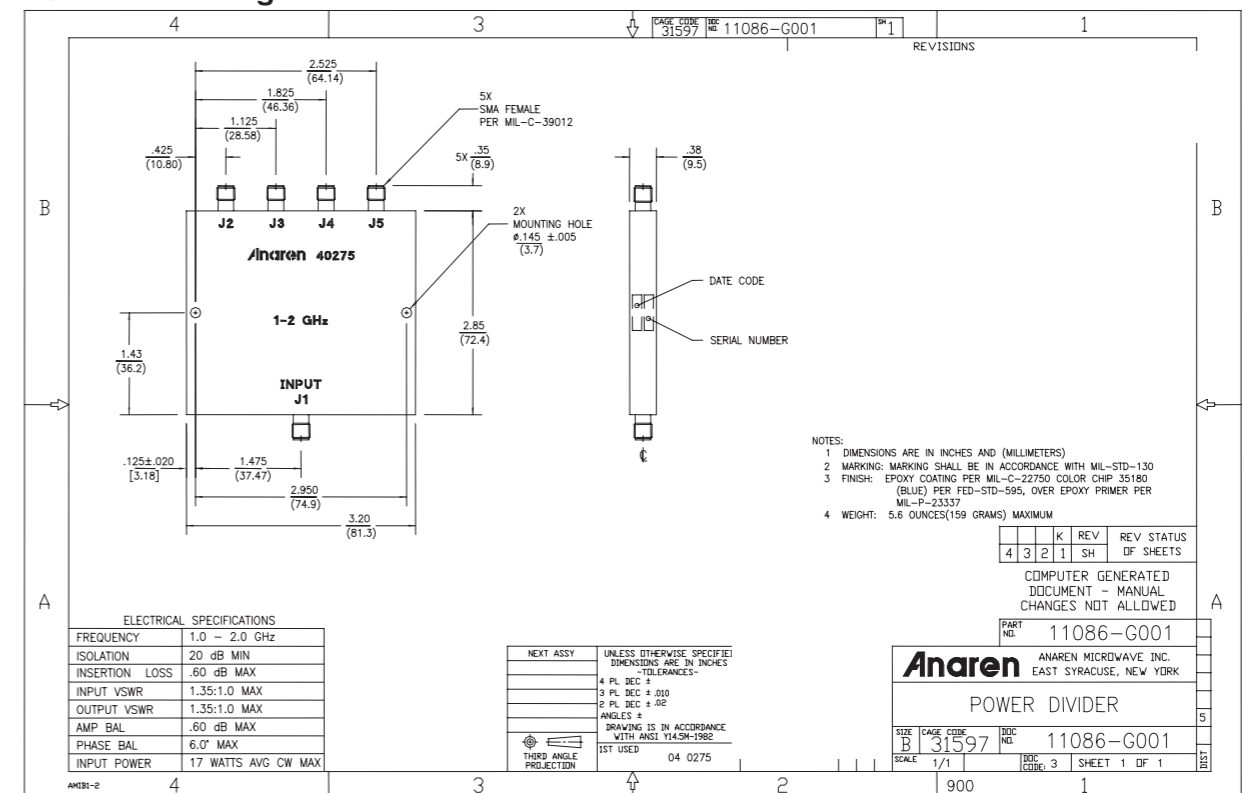 4
3
CAGE CODE 31597
DOC NO. 11086-G001
SH 1
1
REVISIONS
2.525
(64.14)
1.825
(46.36)
1.125
(28.58)
.425
(10.80)
5X
SMA FEMALE
PER MIL-C-39012
5X .35
(8.9)
.38
(9.5)
B
B
J2 J3 J4 J5
2X
MOUNTING HOLE
ø.145 ±.005
(3.7)
Anaren 40275
DATE CODE
1-2 GHz
2.85
(72.4)
SERIAL NUMBER
1.43
(36.2)
INPUT
J1
.125±.020
[3.18]
1.475
(37.47)
2.950
(74.9)
3.20
(81.3)
NOTES:
1 DIMENSIONS ARE IN INCHES AND (MILLIMETERS)
2 MARKING: MARKING SHALL BE IN ACCORDANCE WITH MIL-STD-130
3 FINISH: EPOXY COATING PER MIL-C-22750 COLOR CHIP 35180
(BLUE) PER FED-STD-595, OVER EPOXY PRIMER PER
MIL-P-23337
4 WEIGHT: 5.6 OUNCES(159 GRAMS) MAXIMUM
K REV REV STATUS
4 3 2 1 SH OF SHEETS
COMPUTER GENERATED
DOCUMENT - MANUAL
CHANGES NOT ALLOWED
A
A
ELECTRICAL SPECIFICATIONS
FREQUENCY 1.0 - 2.0 GHz
ISOLATION 20 dB MIN
INSERTION LOSS .60 dB MAX
INPUT VSWR 1.35:1.0 MAX
OUTPUT VSWR 1.35:1.0 MAX
AMP BAL .60 dB MAX
PHASE BAL 6.0° MAX
INPUT POWER 17 WATTS AVG CW MAX
NEXT ASSY
THIRD ANGLE
PROJECTION
UNLESS OTHERWISE SPECIFIED
DIMENSIONS ARE IN INCHES
-TOLERANCES-
4 PL DEC ±
3 PL DEC ± .010
2 PL DEC ± .02
ANGLES ±
DRAWING IS IN ACCORDANCE
WITH ANSI Y14.5M-1982
1ST USED
04 0275
PART NO. 11086-G001
Anaren
ANAREN MICROWAVE INC.
EAST SYRACUSE, NEW YORK
POWER DIVIDER
SIZE B
CAGE CODE 31597
DOC NO. 11086-G001
SCALE 1/1
DOC CODE: 3
SHEET 1 OF 1
5
DIST
AMIB1-2
4
3
2
900
1